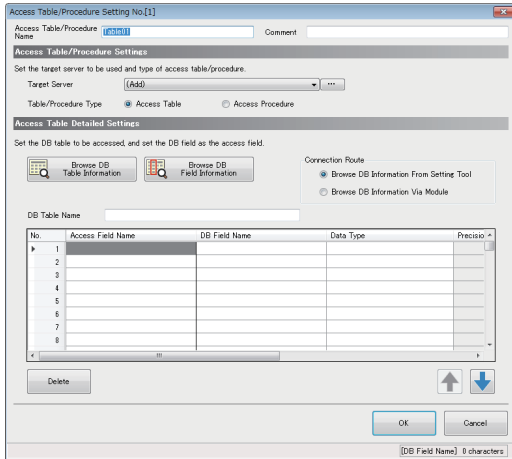 Access Table/Procedure Setting No.[1]
Access Table/Procedure Name Table01 Comment
Access Table/Procedure Settings
Set the target server to be used and type of access table/procedure.
Target Server (Add) ...
Table/Procedure Type Access Table Access Procedure
Access Table Detailed Settings
Set the DB table to be accessed, and set the DB field as the access field.
Browse DB Table Information
Browse DB Field Information
Connection Route
Browse DB Information From Setting Tool
Browse DB Information Via Module
DB Table Name
No. Access Field Name DB Field Name Data Type Precisio
1
2
3
4
5
6
7
8
Delete
OK Cancel
[DB Field Name] 0 characters